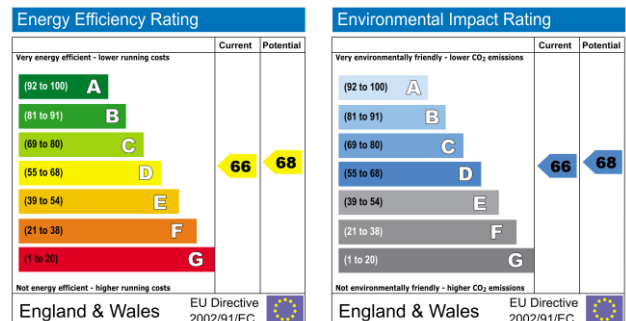 Energy Efficiency Rating
Current Potential
Very energy efficient - lower running costs
(92 to 100) A
(81 to 91) B
(69 to 80) C
(55 to 68) D
66 68
(39 to 54) E
(21 to 38) F
(1 to 20) G
Not energy efficient - higher running costs
England & Wales
EU Directive
2002/91/EC
Environmental Impact Rating
Current Potential
Very environmentally friendly - lower CO₂ emissions
(92 to 100) A
(81 to 91) B
(69 to 80) C
(55 to 68) D
66 68
(39 to 54) E
(21 to 38) F
(1 to 20) G
Not environmentally friendly - higher CO₂ emissions
England & Wales
EU Directive
2002/91/EC